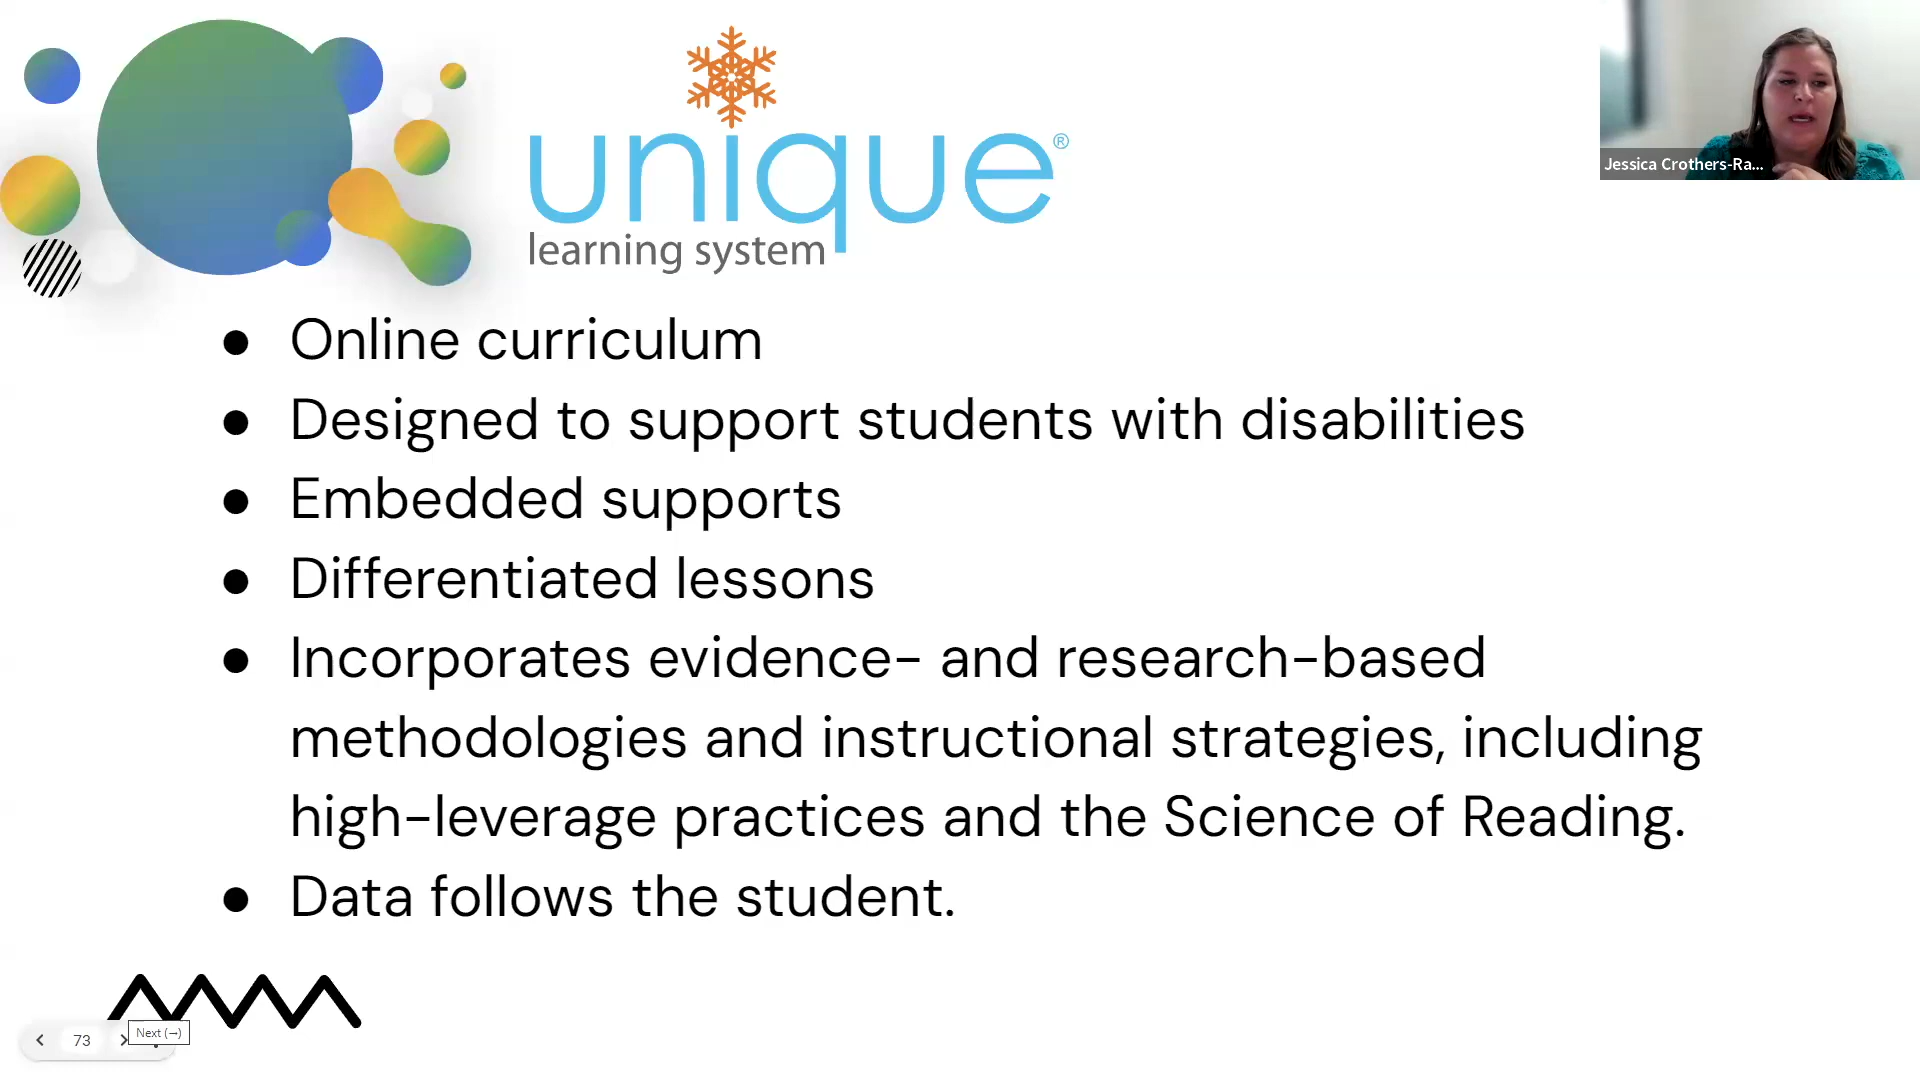 unique®
learning system
Jessica Crothers-Ra...
● Online curriculum
● Designed to support students with disabilities
● Embedded supports
● Differentiated lessons
● Incorporates evidence- and research-based
methodologies and instructional strategies, including
high-leverage practices and the Science of Reading.
● Data follows the student.
73
Next (→)